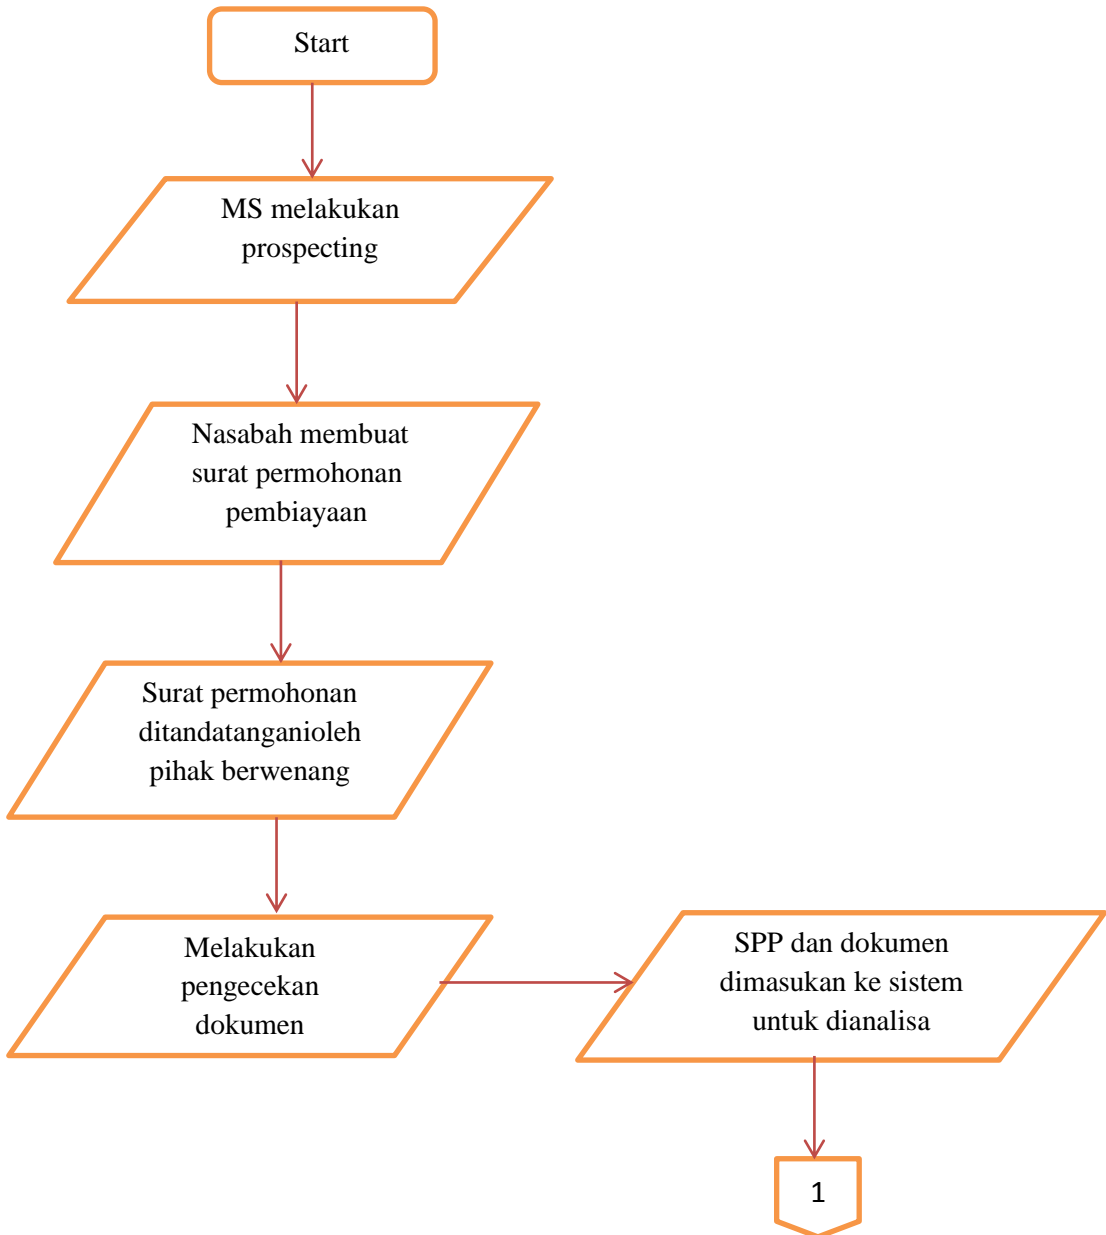 Start
MS melakukan
prospecting
Nasabah membuat
surat permohonan
pembiayaan
Surat permohonan
ditandatanganioleh
pihak berwenang
Melakukan
pengecekan
dokumen
SPP dan dokumen
dimasukan ke sistem
untuk dianalisa
1